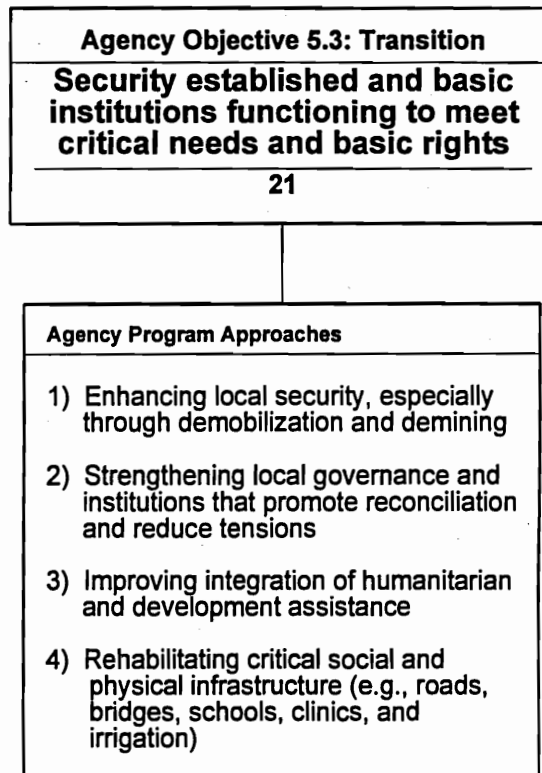 Agency Objective 5.3: Transition
Security established and basic
institutions functioning to meet
critical needs and basic rights
21
Agency Program Approaches
1) Enhancing local security, especially
through demobilization and demining
2) Strengthening local governance and
institutions that promote reconciliation
and reduce tensions
3) Improving integration of humanitarian
and development assistance
4) Rehabilitating critical social and
physical infrastructure (e.g., roads,
bridges, schools, clinics, and
irrigation)